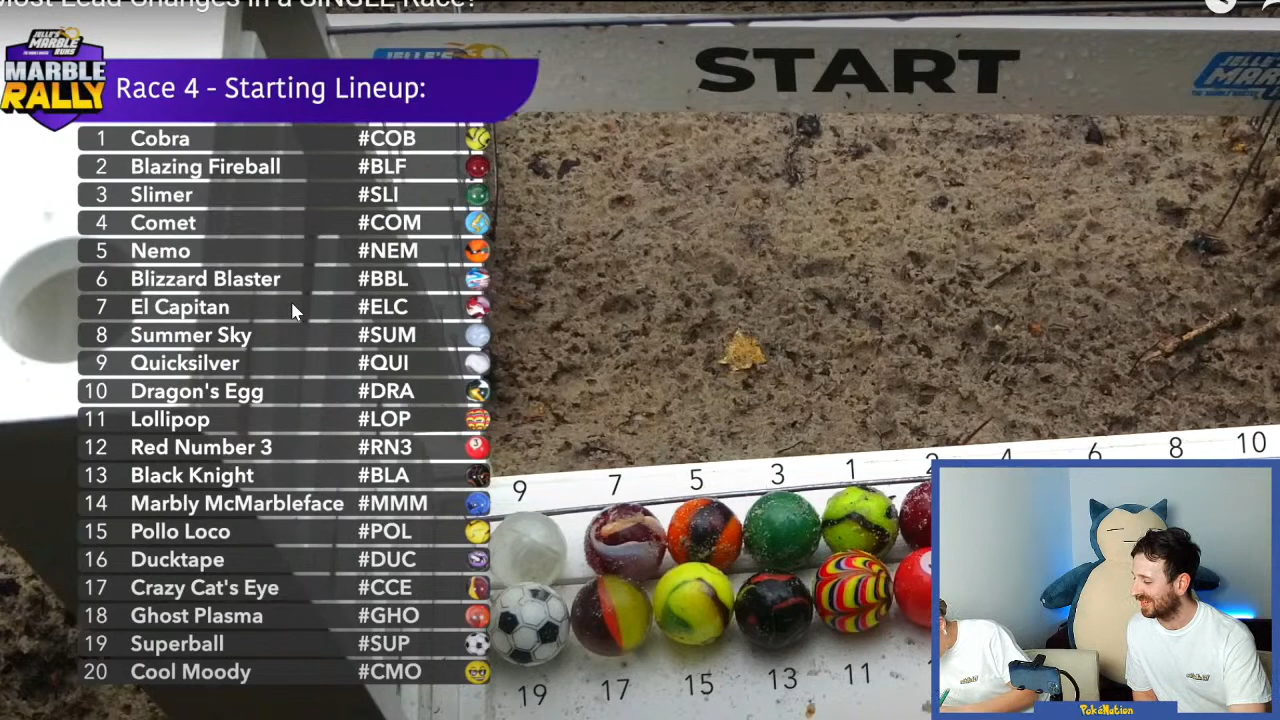 Most Lead Changes in a SINGLE Race?
JELLE'S
MARBLE
RUNS
MARBLE
RALLY
Race 4 - Starting Lineup:
1 Cobra #COB
2 Blazing Fireball #BLF
3 Slimer #SLI
4 Comet #COM
5 Nemo #NEM
6 Blizzard Blaster #BBL
7 El Capitan #ELC
8 Summer Sky #SUM
9 Quicksilver #QUI
10 Dragon's Egg #DRA
11 Lollipop #LOP
12 Red Number 3 #RN3
13 Black Knight #BLA
14 Marbly McMarbleface #MMM
15 Pollo Loco #POL
16 Ducktape #DUC
17 Crazy Cat's Eye #CCE
18 Ghost Plasma #GHO
19 Superball #SUP
20 Cool Moody #CMO
JELLE'S
START
JELLE'S
9 7 5 3 1 2 4 6 8 10
3
19 17 15 13 11
PokéNation